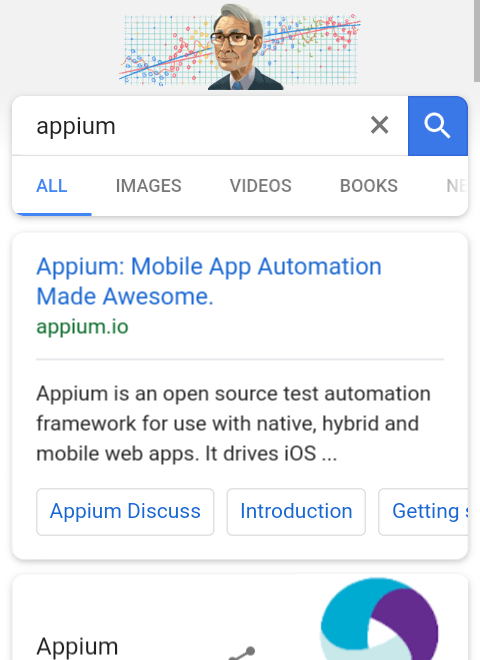 appium
ALL IMAGES VIDEOS BOOKS NE
Appium: Mobile App Automation
Made Awesome.
appium.io
Appium is an open source test automation
framework for use with native, hybrid and
mobile web apps. It drives iOS ...
Appium Discuss Introduction Getting s
Appium